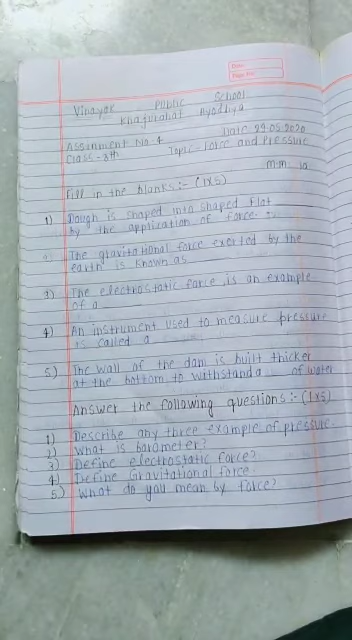 Date:
Page No:
Vinayak Public School
Khajurahat Ayodhya
Assinment No 4 Date 29.05.2020
Class - 8th Topic - Force and Pressure
m.m. 10
Fill in the blanks :- (1x5)
1) Dough is shaped into shaped flat
by the application of force.
2) The gravitational force exerted by the
earth is known as
3) The electrostatic force is an example
of a
4) An instrument used to measure pressure
is called a
5) The wall of the dam is built thicker
at the bottom to withstand a of water
Answer the following questions :- (1x5)
1) Describe any three example of pressure.
2) What is barometer?
3) Define electrostatic force?
4) Define Gravitational force.
5) What do you mean by force?